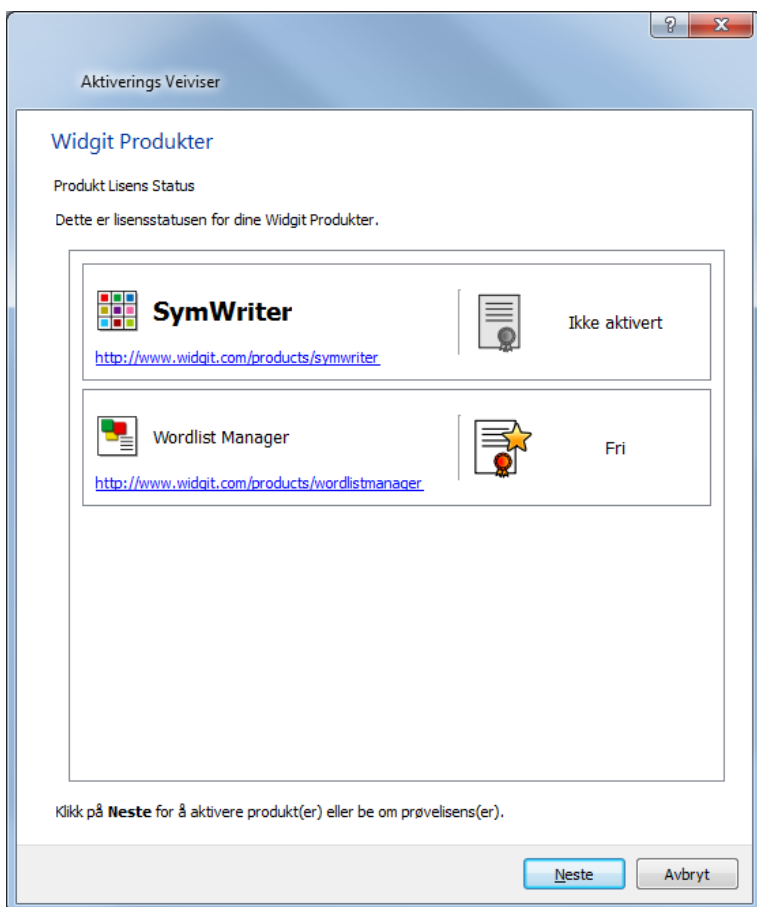 Aktiverings Veiviser
Widgit Produkter
Produkt Lisens Status
Dette er lisensstatusen for dine Widgit Produkter.
SymWriter
Ikke aktivert
http://www.widgit.com/products/symwriter
Wordlist Manager
Fri
http://www.widgit.com/products/wordlistmanager
Klikk på Neste for å aktivere produkt(er) eller be om prøvelisens(er).
Neste Avbryt